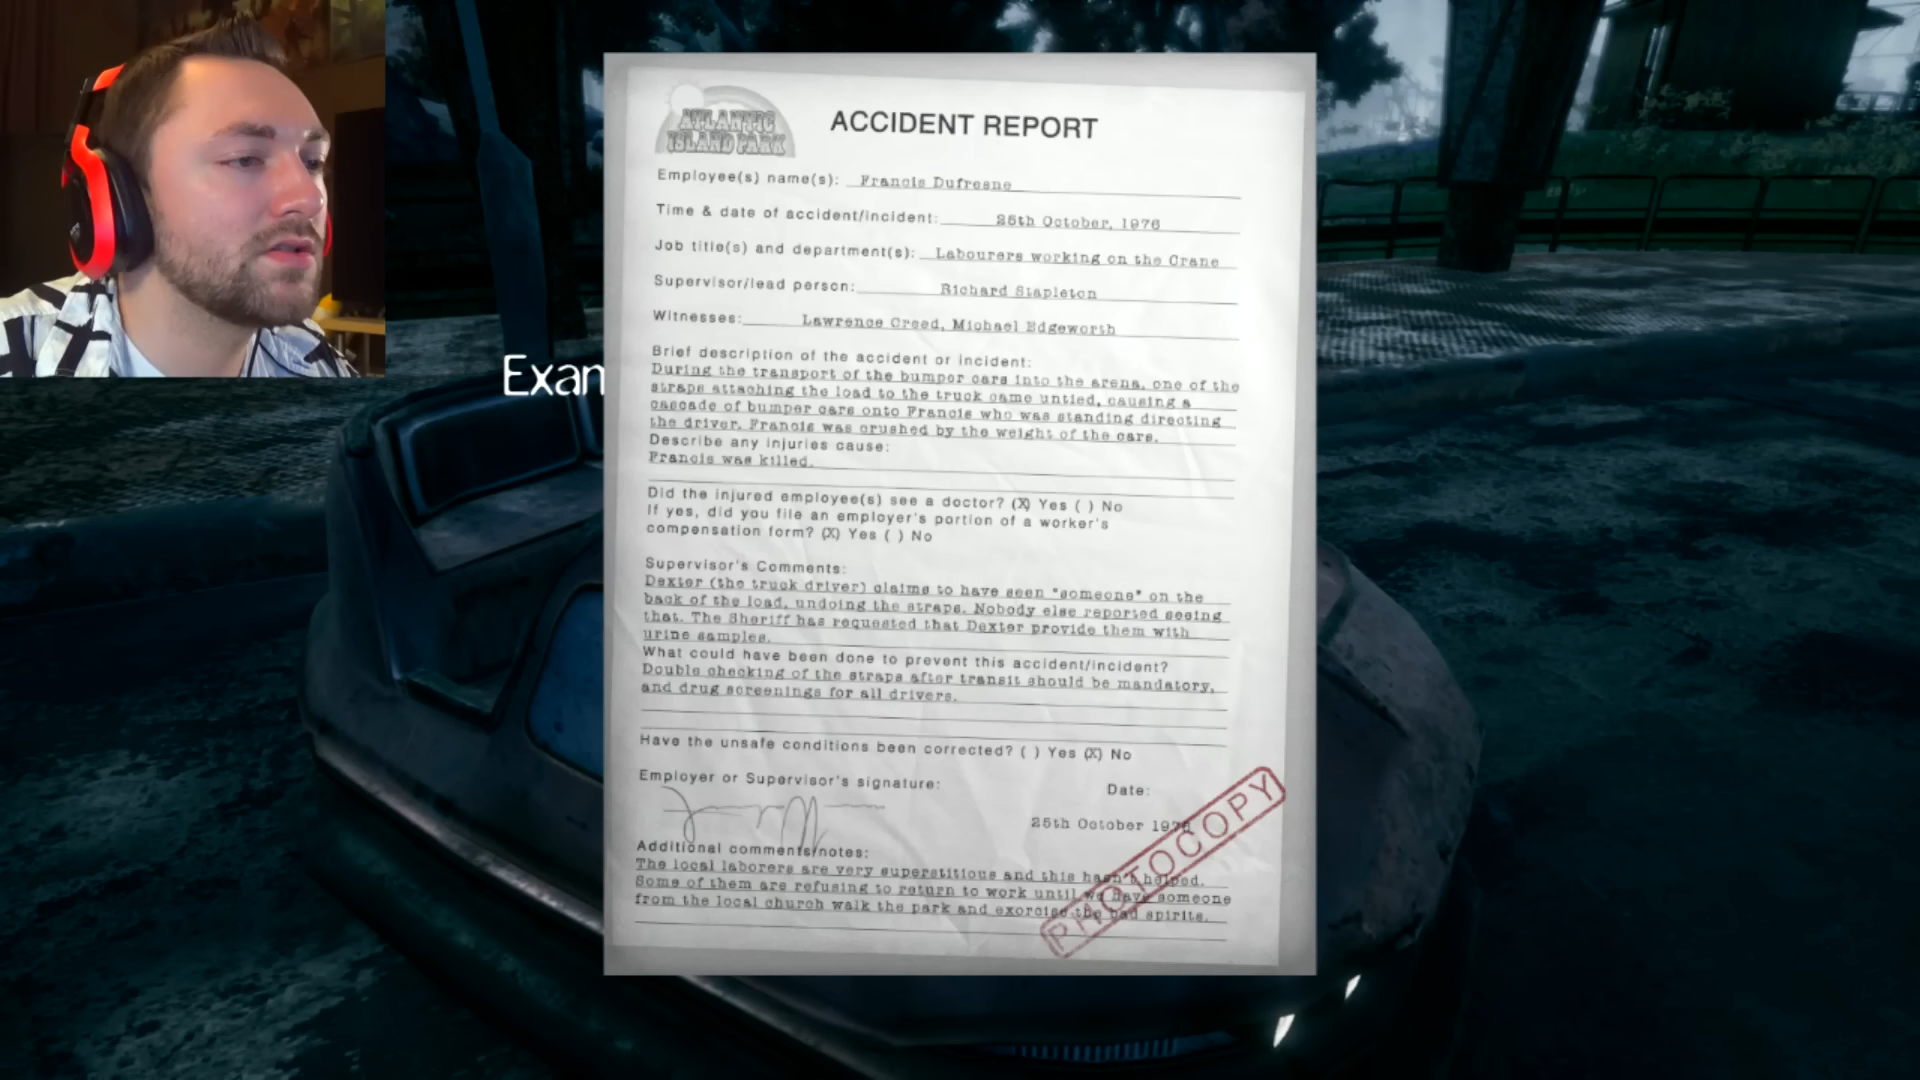 ATLANTIC
ISLAND PARK
ACCIDENT REPORT
Employee(s) name(s): Francis Dufresne
Time & date of accident/incident: 25th October, 1976
Job title(s) and department(s): Labourers working on the Crane
Supervisor/lead person: Richard Stapleton
Witnesses: Lawrence Creed, Michael Edgeworth
Brief description of the accident or incident:
During the transport of the bumper cars into the arena, one of the
straps attaching the load to the truck came untied, causing a
cascade of bumper cars onto Francis who was standing directing
the driver. Francis was crushed by the weight of the cars.
Describe any injuries cause:
Francis was killed.
Did the injured employee(s) see a doctor? (X) Yes ( ) No
If yes, did you file an employer's portion of a worker's
compensation form? (X) Yes ( ) No
Supervisor's Comments:
Dexter (the truck driver) claims to have seen "someone" on the
back of the load, undoing the straps. Nobody else reported seeing
that. The Sheriff has requested that Dexter provide them with
urine samples.
What could have been done to prevent this accident/incident?
Double checking of the straps after transit should be mandatory,
and drug screenings for all drivers.
Have the unsafe conditions been corrected? ( ) Yes (X) No
Employer or Supervisor's signature:
Date:
25th October 1976
Additional comments/notes:
The local laborers are very superstitious and this hasn't helped.
Some of them are refusing to return to work until we have someone
from the local church walk the park and exorcise the bad spirits.
PHOTOCOPY
Exam